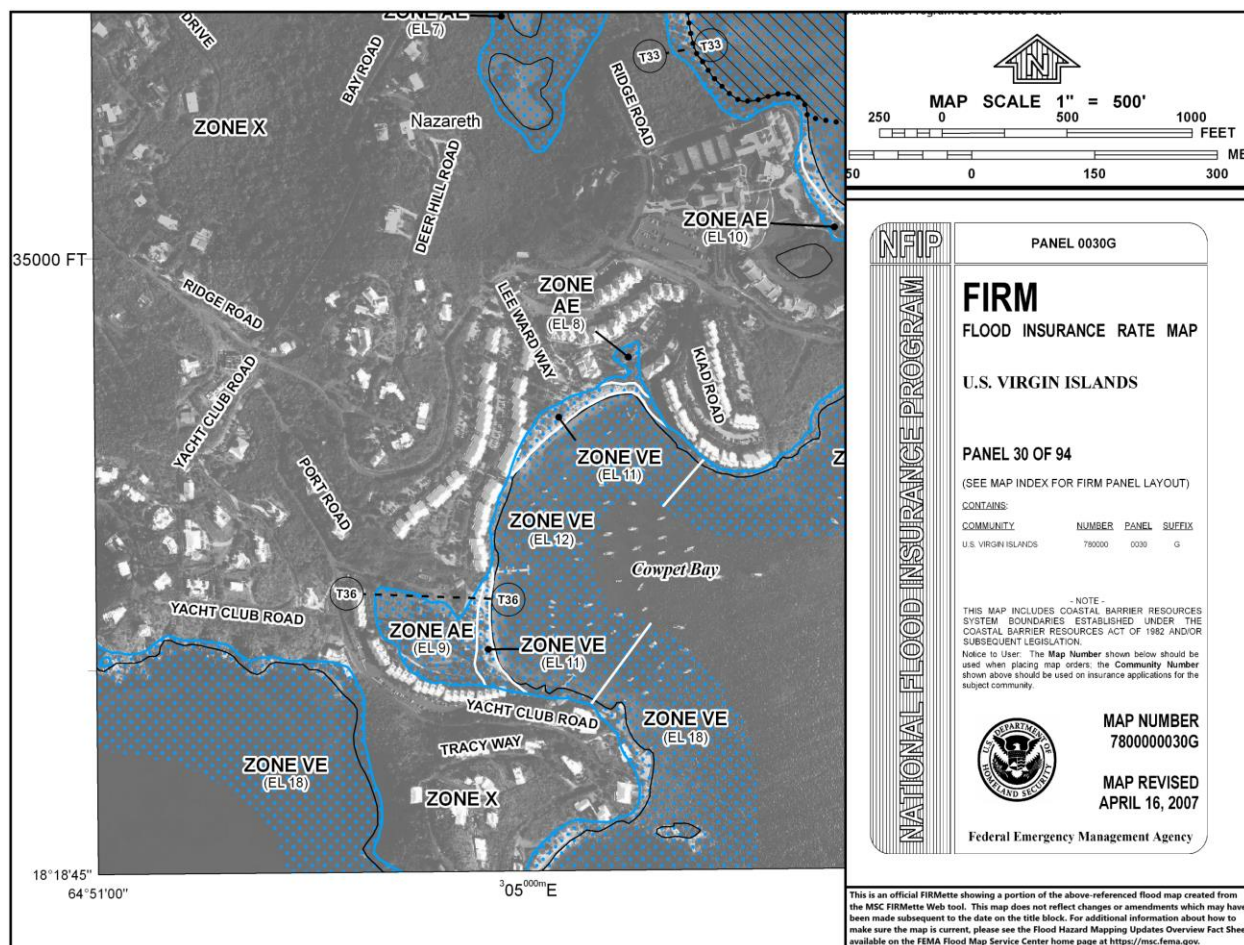 ZONE AE
(EL 7)
DRIVE
BAY ROAD
ZONE X
Nazareth
DEER HILL ROAD
T33
T33
RIDGE ROAD
ZONE AE
(EL 10)
35000 FT
RIDGE ROAD
YACHT CLUB ROAD
LEE WARD WAY
ZONE
AE
(EL 8)
KIAD ROAD
ZONE VE
(EL 11)
PORT ROAD
ZONE VE
(EL 12)
Cowpet Bay
T36
T36
YACHT CLUB ROAD
ZONE AE
(EL 9)
ZONE VE
(EL 11)
YACHT CLUB ROAD
ZONE VE
(EL 18)
TRACY WAY
ZONE VE
(EL 18)
ZONE X
18°18'45"
64°51'00"
3 05 000m E
N
MAP SCALE 1" = 500'
250 0 500 1000
FEET
ME
50 0 150 300
NFIP
NATIONAL FLOOD INSURANCE PROGRAM
PANEL 0030G
FIRM
FLOOD INSURANCE RATE MAP
U.S. VIRGIN ISLANDS
PANEL 30 OF 94
(SEE MAP INDEX FOR FIRM PANEL LAYOUT)
CONTAINS:
COMMUNITY NUMBER PANEL SUFFIX
U.S. VIRGIN ISLANDS 780000 0030 G
- NOTE -
THIS MAP INCLUDES COASTAL BARRIER RESOURCES
SYSTEM BOUNDARIES ESTABLISHED UNDER THE
COASTAL BARRIER RESOURCES ACT OF 1982 AND/OR
SUBSEQUENT LEGISLATION.
Notice to User: The Map Number shown below should be
used when placing map orders; the Community Number
shown above should be used on insurance applications for the
subject community.
U.S. DEPARTMENT OF
HOMELAND SECURITY
MAP NUMBER
7800000030G
MAP REVISED
APRIL 16, 2007
Federal Emergency Management Agency
This is an official FIRMette showing a portion of the above-referenced flood map created from
the MSC FIRMette Web tool. This map does not reflect changes or amendments which may have
been made subsequent to the date on the title block. For additional information about how to
make sure the map is current, please see the Flood Hazard Mapping Updates Overview Fact Shee
available on the FEMA Flood Map Service Center home page at https://msc.fema.gov.